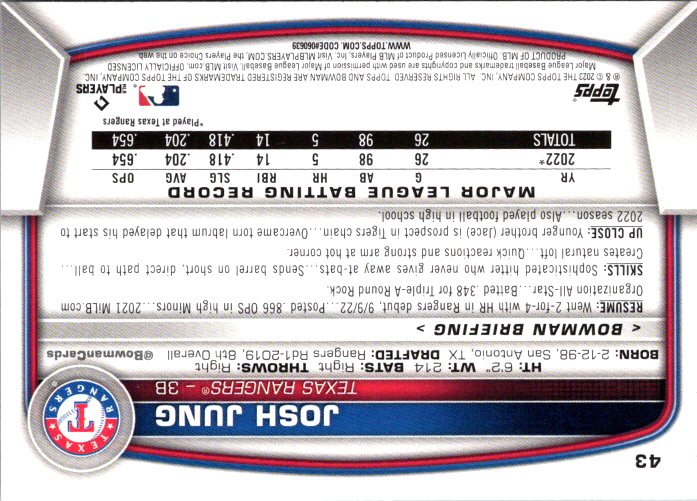 43
JOSH JUNG
TEXAS RANGERS® – 3B
TEXAS
RANGERS
T
HT: 6'2" WT: 214 BATS: Right THROWS: Right
BORN: 2-12-98, San Antonio, TX DRAFTED: Rangers Rd1-2019, 8th Overall
@BowmanCards
< BOWMAN BRIEFING >
RESUME: Went 2-for-4 with HR in Rangers debut, 9/9/22...Posted .866 OPS in high Minors....2021 MiLB.com
Organization All-Star...Batted .348 for Triple-A Round Rock.
SKILLS: Sophisticated hitter who never gives away at-bats...Sends barrel on short, direct path to ball...
Creates natural loft...Quick reactions and strong arm at hot corner.
UP CLOSE: Younger brother (Jace) is prospect in Tigers chain...Overcame torn labrum that delayed his start to
2022 season...Also played football in high school.
MAJOR LEAGUE BATTING RECORD
YR G AB HR RBI SLG AVG OPS
2022* 26 98 5 14 .418 .204 .654
TOTALS 26 98 5 14 .418 .204 .654
*Played at Texas Rangers
topps
MLB PLAYERS
® & © 2023 THE TOPPS COMPANY, INC. ALL RIGHTS RESERVED. TOPPS AND BOWMAN ARE REGISTERED TRADEMARKS OF THE TOPPS COMPANY, INC.
Major League Baseball trademarks and copyrights are used with permission of Major League Baseball. Visit MLB.com. OFFICIALLY LICENSED
PRODUCT OF MLB PLAYERS, INC. Officially Licensed Product of MLB Players, Inc. Visit MLBPLAYERS.COM, the Players Choice on the web.
WWW.TOPPS.COM. CODE#060639